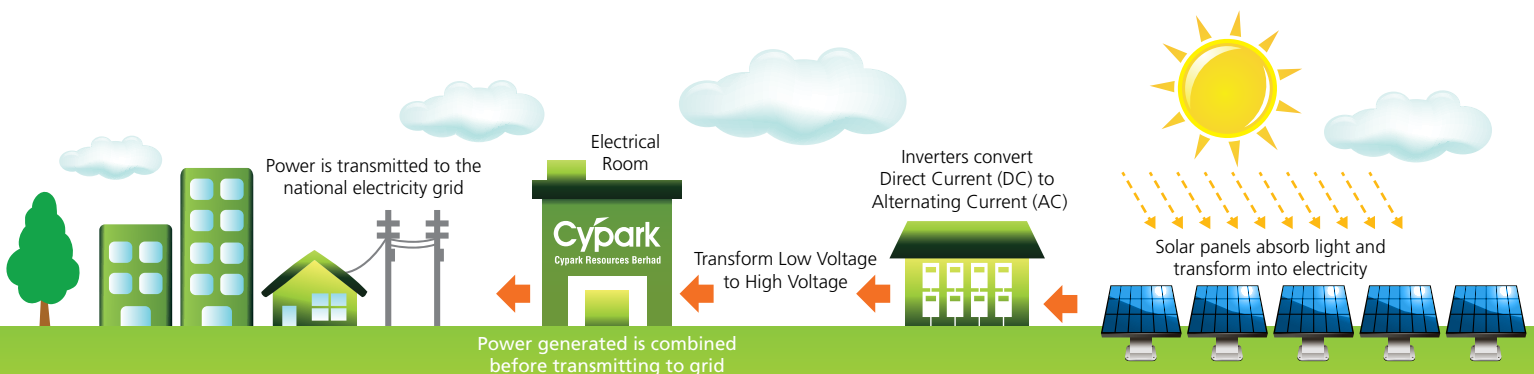 Power is transmitted to the
national electricity grid
Electrical
Room
Cypark
Cypark Resources Berhad
Power generated is combined
before transmitting to grid
Transform Low Voltage
to High Voltage
Inverters convert
Direct Current (DC) to
Alternating Current (AC)
Solar panels absorb light and
transform into electricity